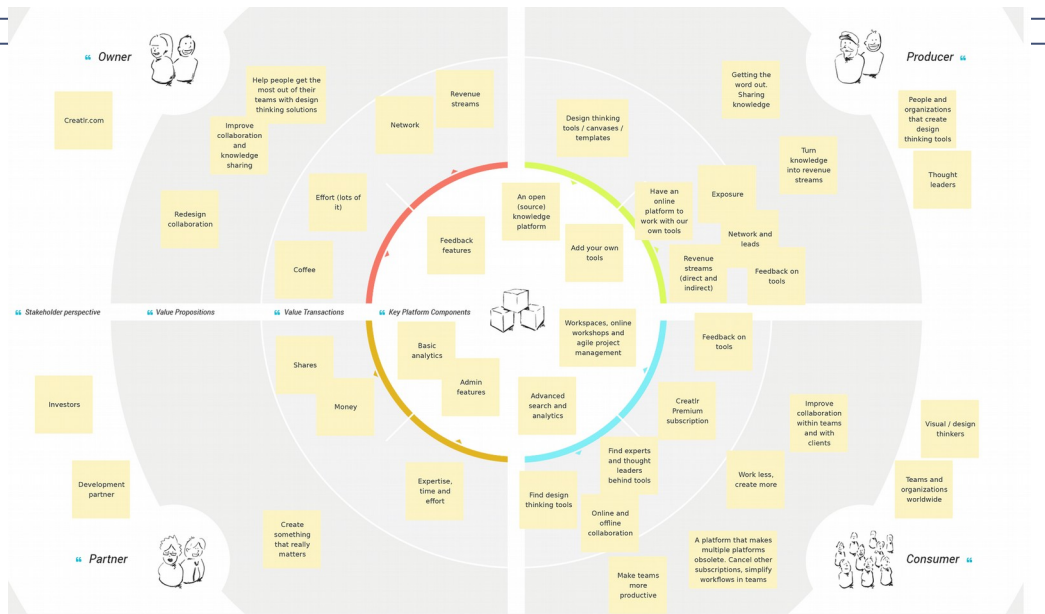 Owner
Creatlr.com
Help people get the
most out of their
teams with design
thinking solutions
Improve
collaboration
and
knowledge
sharing
Redesign
collaboration
Network
Revenue
streams
Effort (lots of
it)
Coffee
Feedback
features
Producer
Design thinking
tools / canvases /
templates
Getting the
word out.
Sharing
knowledge
People and
organizations
that create
design
thinking tools
Thought
leaders
Turn
knowledge
into revenue
streams
Exposure
Have an
online
platform to
work with our
own tools
Network and
leads
Revenue
streams
(direct and
indirect)
Feedback on
tools
An open
(source)
knowledge
platform
Add your own
tools
Stakeholder perspective
Value Propositions
Value Transactions
Key Platform Components
Investors
Development
partner
Partner
Shares
Money
Basic
analytics
Admin
features
Expertise,
time and
effort
Create
something
that really
matters
Workspaces, online
workshops and
agile project
management
Advanced
search and
analytics
Feedback on
tools
Creatlr
Premium
subscription
Improve
collaboration
within teams
and with
clients
Visual / design
thinkers
Teams and
organizations
worldwide
Find experts
and thought
leaders
behind tools
Find design
thinking tools
Online and
offline
collaboration
Work less,
create more
A platform that makes
multiple platforms
obsolete. Cancel other
subscriptions, simplify
workflows in teams
Make teams
more
productive
Consumer